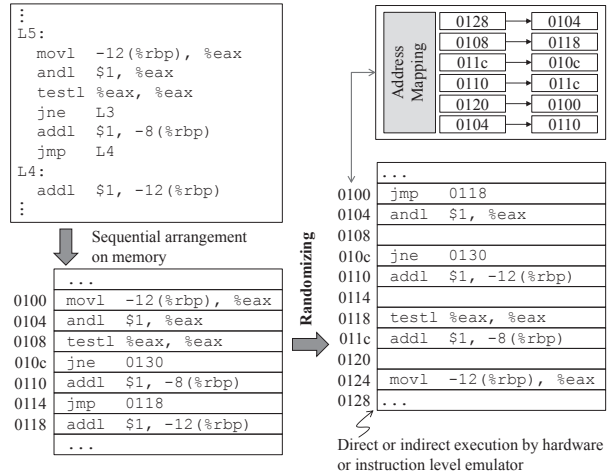 ⋮
L5:
movl -12(%rbp), %eax
andl $1, %eax
testl %eax, %eax
jne L3
addl $1, -8(%rbp)
jmp L4
L4:
addl $1, -12(%rbp)
⋮
Sequential arrangement
on memory
...
0100 movl -12(%rbp), %eax
0104 andl $1, %eax
0108 testl %eax, %eax
010c jne 0130
0110 addl $1, -8(%rbp)
0114 jmp 0118
0118 addl $1, -12(%rbp)
...
Randomizing
Address
Mapping
0128 0104
0108 0118
011c 010c
0110 011c
0120 0100
0104 0110
...
0100 jmp 0118
0104 andl $1, %eax
0108
010c jne 0130
0110 addl $1, -12(%rbp)
0114
0118 testl %eax, %eax
011c addl $1, -8(%rbp)
0120
0124 movl -12(%rbp), %eax
0128 ...
Direct or indirect execution by hardware
or instruction level emulator